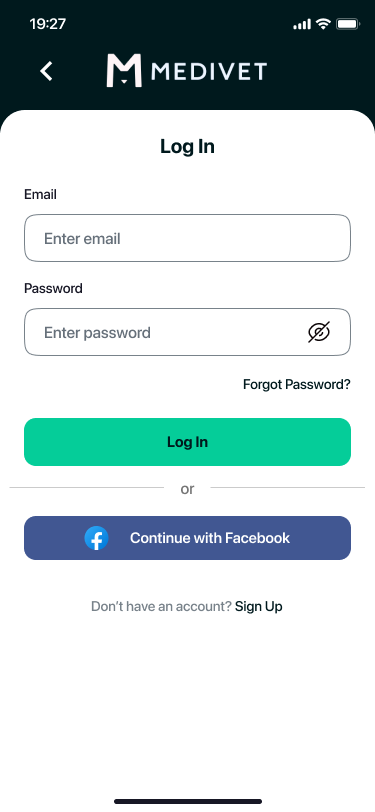 19:27
MEDIVET
Log In
Email
Enter email
Password
Enter password
Forgot Password?
Log In
or
Continue with Facebook
Don’t have an account? Sign Up